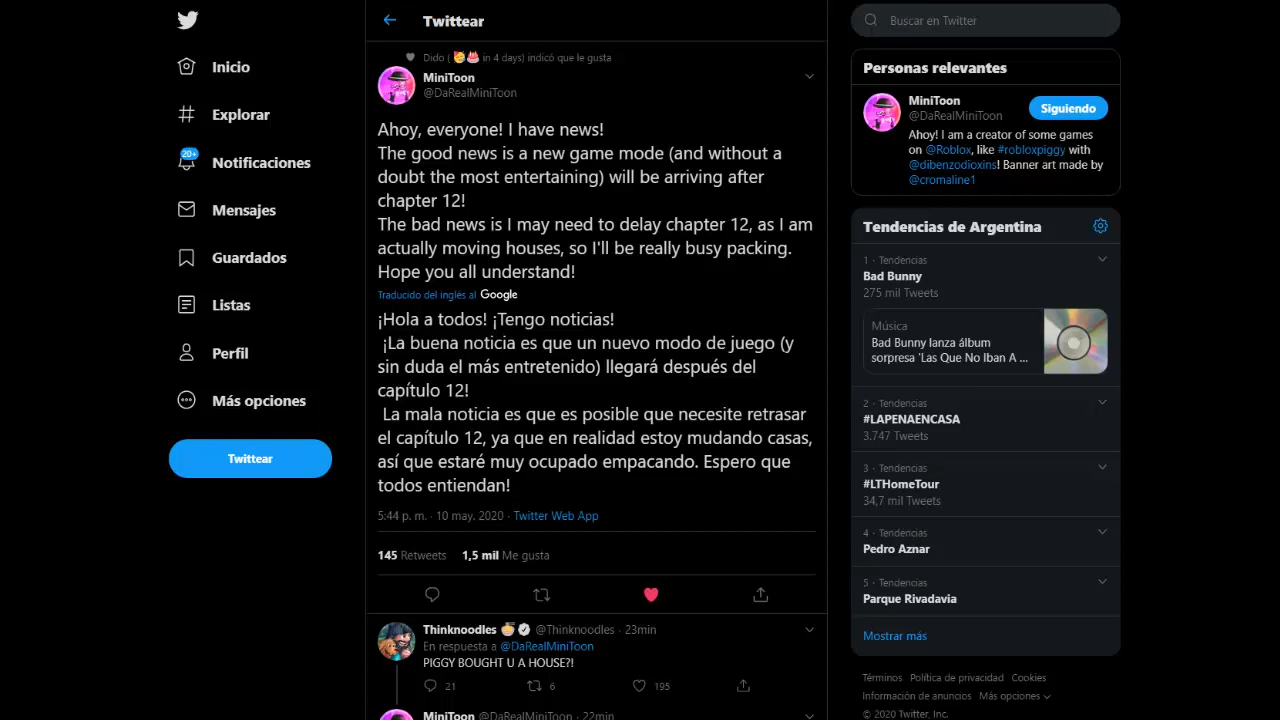 Inicio
Explorar
20+
Notificaciones
Mensajes
Guardados
Listas
Perfil
Más opciones
Twittear
Twittear
Dido ( 🥳🎂 in 4 days) indicó que le gusta
MiniToon
@DaRealMiniToon
Ahoy, everyone! I have news!
The good news is a new game mode (and without a
doubt the most entertaining) will be arriving after
chapter 12!
The bad news is I may need to delay chapter 12, as I am
actually moving houses, so I'll be really busy packing.
Hope you all understand!
Traducido del inglés al Google
¡Hola a todos! ¡Tengo noticias!
¡La buena noticia es que un nuevo modo de juego (y
sin duda el más entretenido) llegará después del
capítulo 12!
La mala noticia es que es posible que necesite retrasar
el capítulo 12, ya que en realidad estoy mudando casas,
así que estaré muy ocupado empacando. Espero que
todos entiendan!
5:44 p. m. · 10 may. 2020 · Twitter Web App
145 Retweets 1,5 mil Me gusta
Thinknoodles @Thinknoodles · 23min
En respuesta a @DaRealMiniToon
PIGGY BOUGHT U A HOUSE?!
21 6 195
MiniToon @DaRealMiniToon · 22min
Buscar en Twitter
Personas relevantes
MiniToon
@DaRealMiniToon
Siguiendo
Ahoy! I am a creator of some games
on @Roblox, like #robloxpiggy with
@dibenzodioxins! Banner art made by
@cromaline1
Tendencias de Argentina
1 · Tendencias
Bad Bunny
275 mil Tweets
Música
Bad Bunny lanza álbum
sorpresa 'Las Que No Iban A ...
2 · Tendencias
#LAPENAENCASA
3.747 Tweets
3 · Tendencias
#LTHomeTour
34,7 mil Tweets
4 · Tendencias
Pedro Aznar
5 · Tendencias
Parque Rivadavia
Mostrar más
Términos Política de privacidad Cookies
Información de anuncios Más opciones
© 2020 Twitter, Inc.